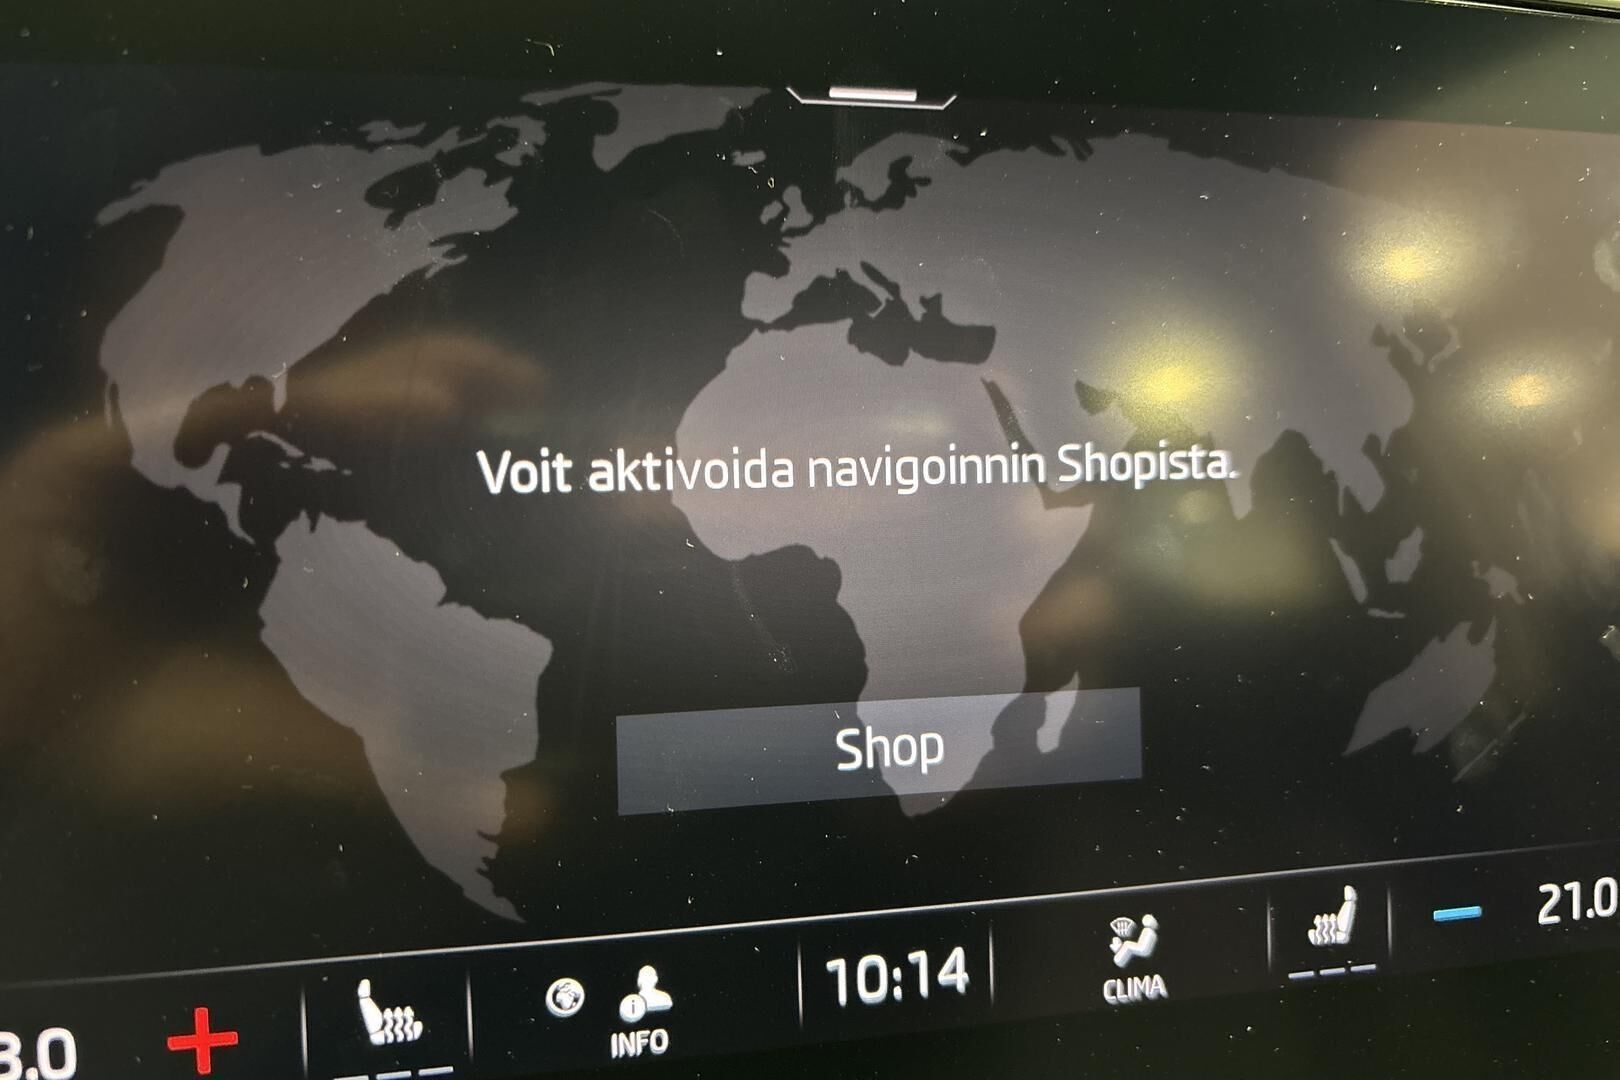 Voit aktivoida navigoinnin Shopista.
Shop
10:14
21.0
CLIMA
INFO
3.0